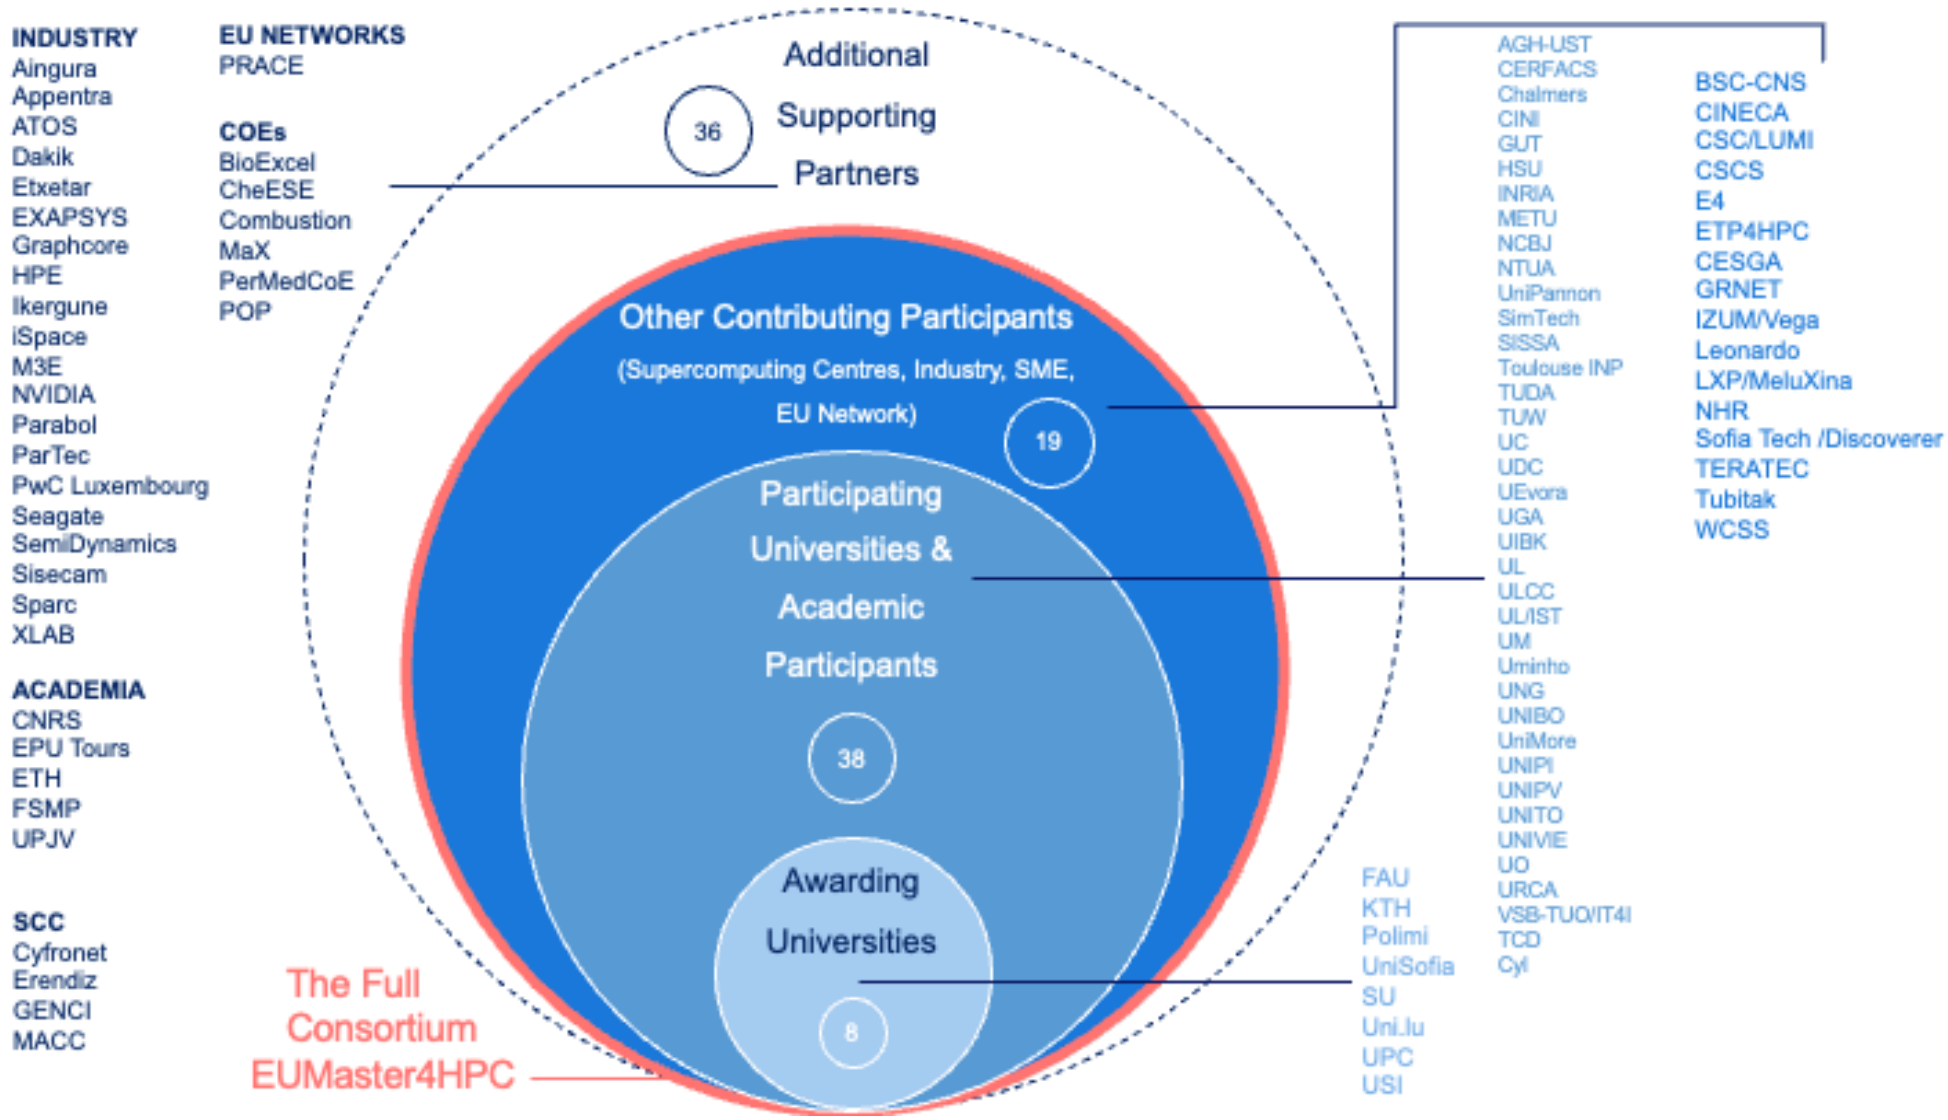 INDUSTRY
Aingura
Appentra
ATOS
Dakik
Etxetar
EXAPSYS
Graphcore
HPE
Ikergune
iSpace
M3E
NVIDIA
Parabol
ParTec
PwC Luxembourg
Seagate
SemiDynamics
Sisecam
Sparc
XLAB
ACADEMIA
CNRS
EPU Tours
ETH
FSMP
UPJV
SCC
Cyfronet
Erendiz
GENCI
MACC
EU NETWORKS
PRACE
COEs
BioExcel
CheESE
Combustion
MaX
PerMedCoE
POP
Additional
Supporting
Partners
36
Other Contributing Participants
(Supercomputing Centres, Industry, SME,
EU Network)
19
Participating
Universities &
Academic
Participants
38
Awarding
Universities
8
The Full
Consortium
EUMaster4HPC
FAU
KTH
Polimi
UniSofia
SU
Uni.lu
UPC
USI
AGH-UST
CERFACS
Chalmers
CINI
GUT
HSU
INRIA
METU
NCBJ
NTUA
UniPannon
SimTech
SISSA
Toulouse INP
TUDA
TUW
UC
UDC
UEvora
UGA
UIBK
UL
ULCC
UL/IST
UM
Uminho
UNG
UNIBO
UniMore
UNIPI
UNIPV
UNITO
UNIVIE
UO
URCA
VSB-TUO/IT4I
TCD
CyI
BSC-CNS
CINECA
CSC/LUMI
CSCS
E4
ETP4HPC
CESGA
GRNET
IZUM/Vega
Leonardo
LXP/MeluXina
NHR
Sofia Tech /Discoverer
TERATEC
Tubitak
WCSS